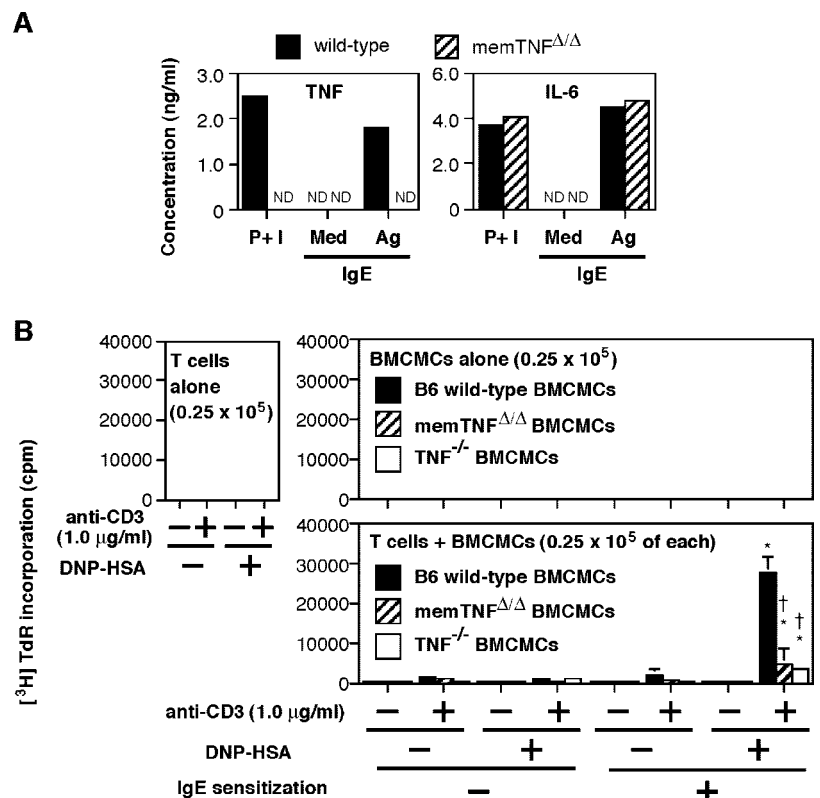 A
wild-type memTNFΔ/Δ
Concentration (ng/ml)
3.0 TNF
2.0
1.0
0
ND ND ND ND
P+ I Med Ag
IgE
6.0 IL-6
4.0
2.0
0
ND ND
P+ I Med Ag
IgE
B
[3H] TdR incorporation (cpm)
40000
30000
20000
10000
0
T cells
alone
(0.25 x 105)
anti-CD3 − + − +
(1.0 µg/ml)
DNP-HSA − +
40000
30000
20000
10000
0
BMCMCs alone (0.25 x 105)
B6 wild-type BMCMCs
memTNFΔ/Δ BMCMCs
TNF-/- BMCMCs
40000
30000
20000
10000
0
T cells + BMCMCs (0.25 x 105 of each)
B6 wild-type BMCMCs
memTNFΔ/Δ BMCMCs
TNF-/- BMCMCs
*
† †
* *
anti-CD3 (1.0 µg/ml) − + − + − + − +
DNP-HSA − + − +
IgE sensitization − +